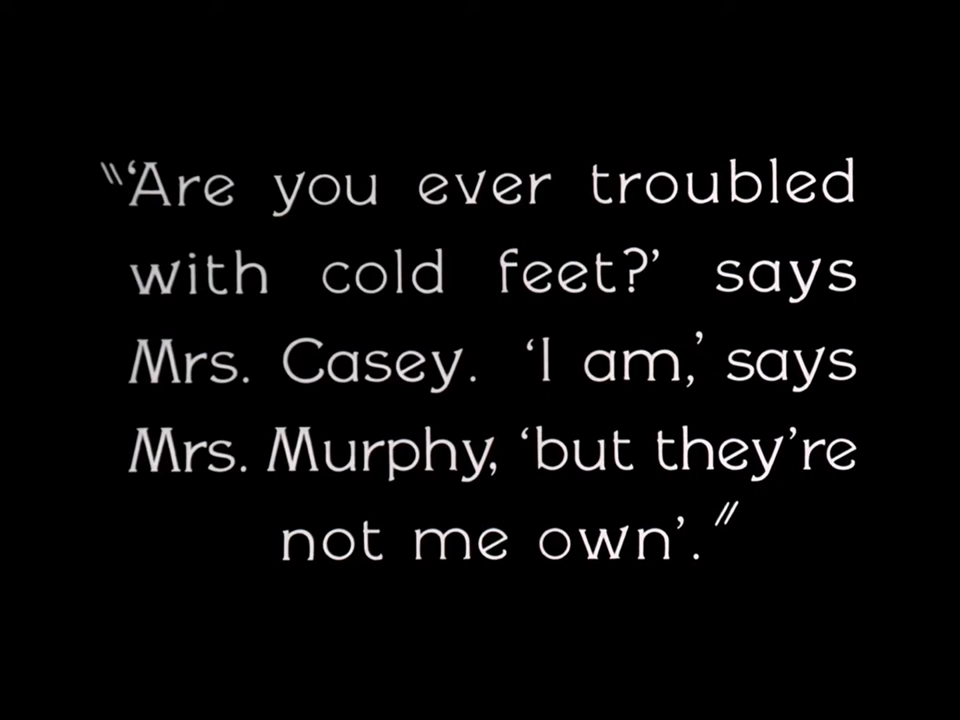 "'Are you ever troubled
with cold feet?' says
Mrs. Casey. 'I am,' says
Mrs. Murphy, 'but they're
not me own'."